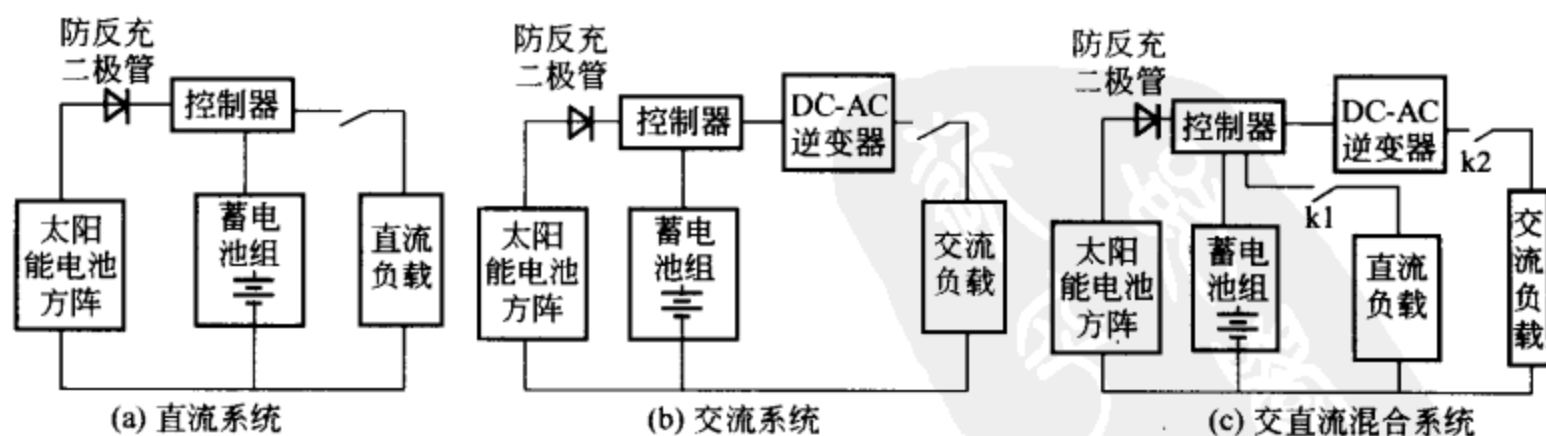 防反充
二极管
控制器
太阳
能电池
方阵
蓄电
池组
直流
负载
(a) 直流系统
防反充
二极管
控制器
DC-AC
逆变器
太阳
能电池
方阵
蓄电
池组
交流
负载
(b) 交流系统
防反充
二极管
控制器
DC-AC
逆变器
k2
k1
太阳
能电池
方阵
蓄电
池组
直流
负载
交
流
负
载
(c) 交直流混合系统